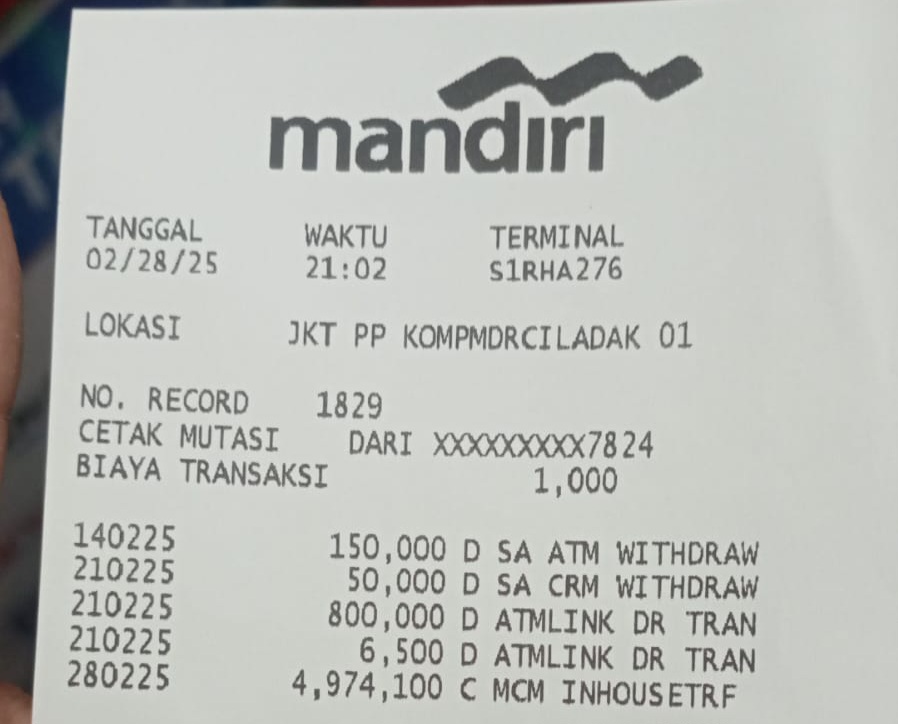 mandiri
TANGGAL WAKTU TERMINAL
02/28/25 21:02 S1RHA276
LOKASI JKT PP KOMPMDRCILADAK 01
NO. RECORD 1829
CETAK MUTASI DARI XXXXXXXXX7824
BIAYA TRANSAKSI 1,000
140225 150,000 D SA ATM WITHDRAW
210225 50,000 D SA CRM WITHDRAW
210225 800,000 D ATMLINK DR TRAN
210225 6,500 D ATMLINK DR TRAN
280225 4,974,100 C MCM INHOUSETRF